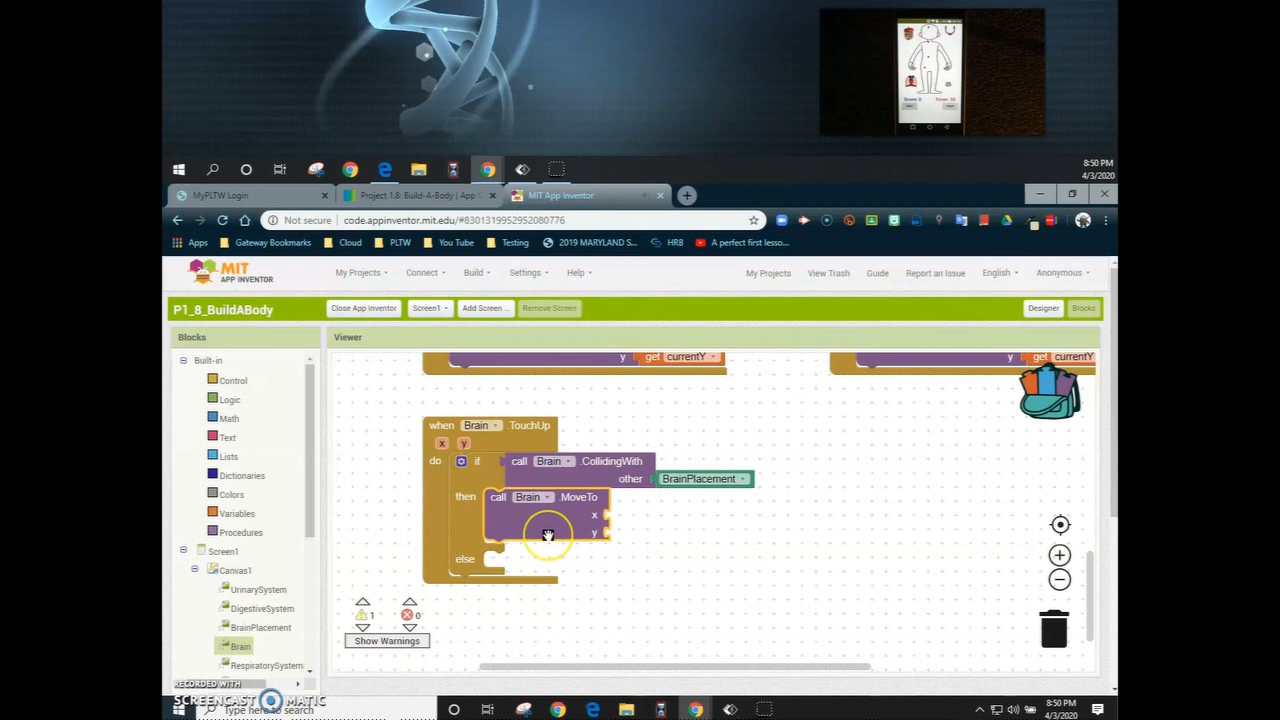 8:50 PM
4/3/2020
MyPLTW Login
Project 1.8: Build-A-Body | App C
MIT App Inventor
Not secure | code.appinventor.mit.edu/#8301319952952080776
Apps Gateway Bookmarks Cloud PLTW You Tube Testing 2019 MARYLAND S... HRB A perfect first lesso...
MIT
APP INVENTOR
My Projects Connect Build Settings Help My Projects View Trash Guide Report an Issue English Anonymous
P1_8_BuildABody Close App Inventor Screen1 Add Screen ... Remove Screen Designer Blocks
Blocks Viewer
Built-in
Control
Logic
Math
Text
Lists
Dictionaries
Colors
Variables
Procedures
Screen1
Canvas1
UrinarySystem
DigestiveSystem
BrainPlacement
Brain
RespiratorySystem
y get currentY
y get currentY
when Brain .TouchUp
x y
do if call Brain .CollidingWith
other BrainPlacement
then call Brain .MoveTo
x
y
else
1 0
Show Warnings
RECORDED WITH
SCREENCAST MATIC
Type here to search
8:50 PM
4/3/2020